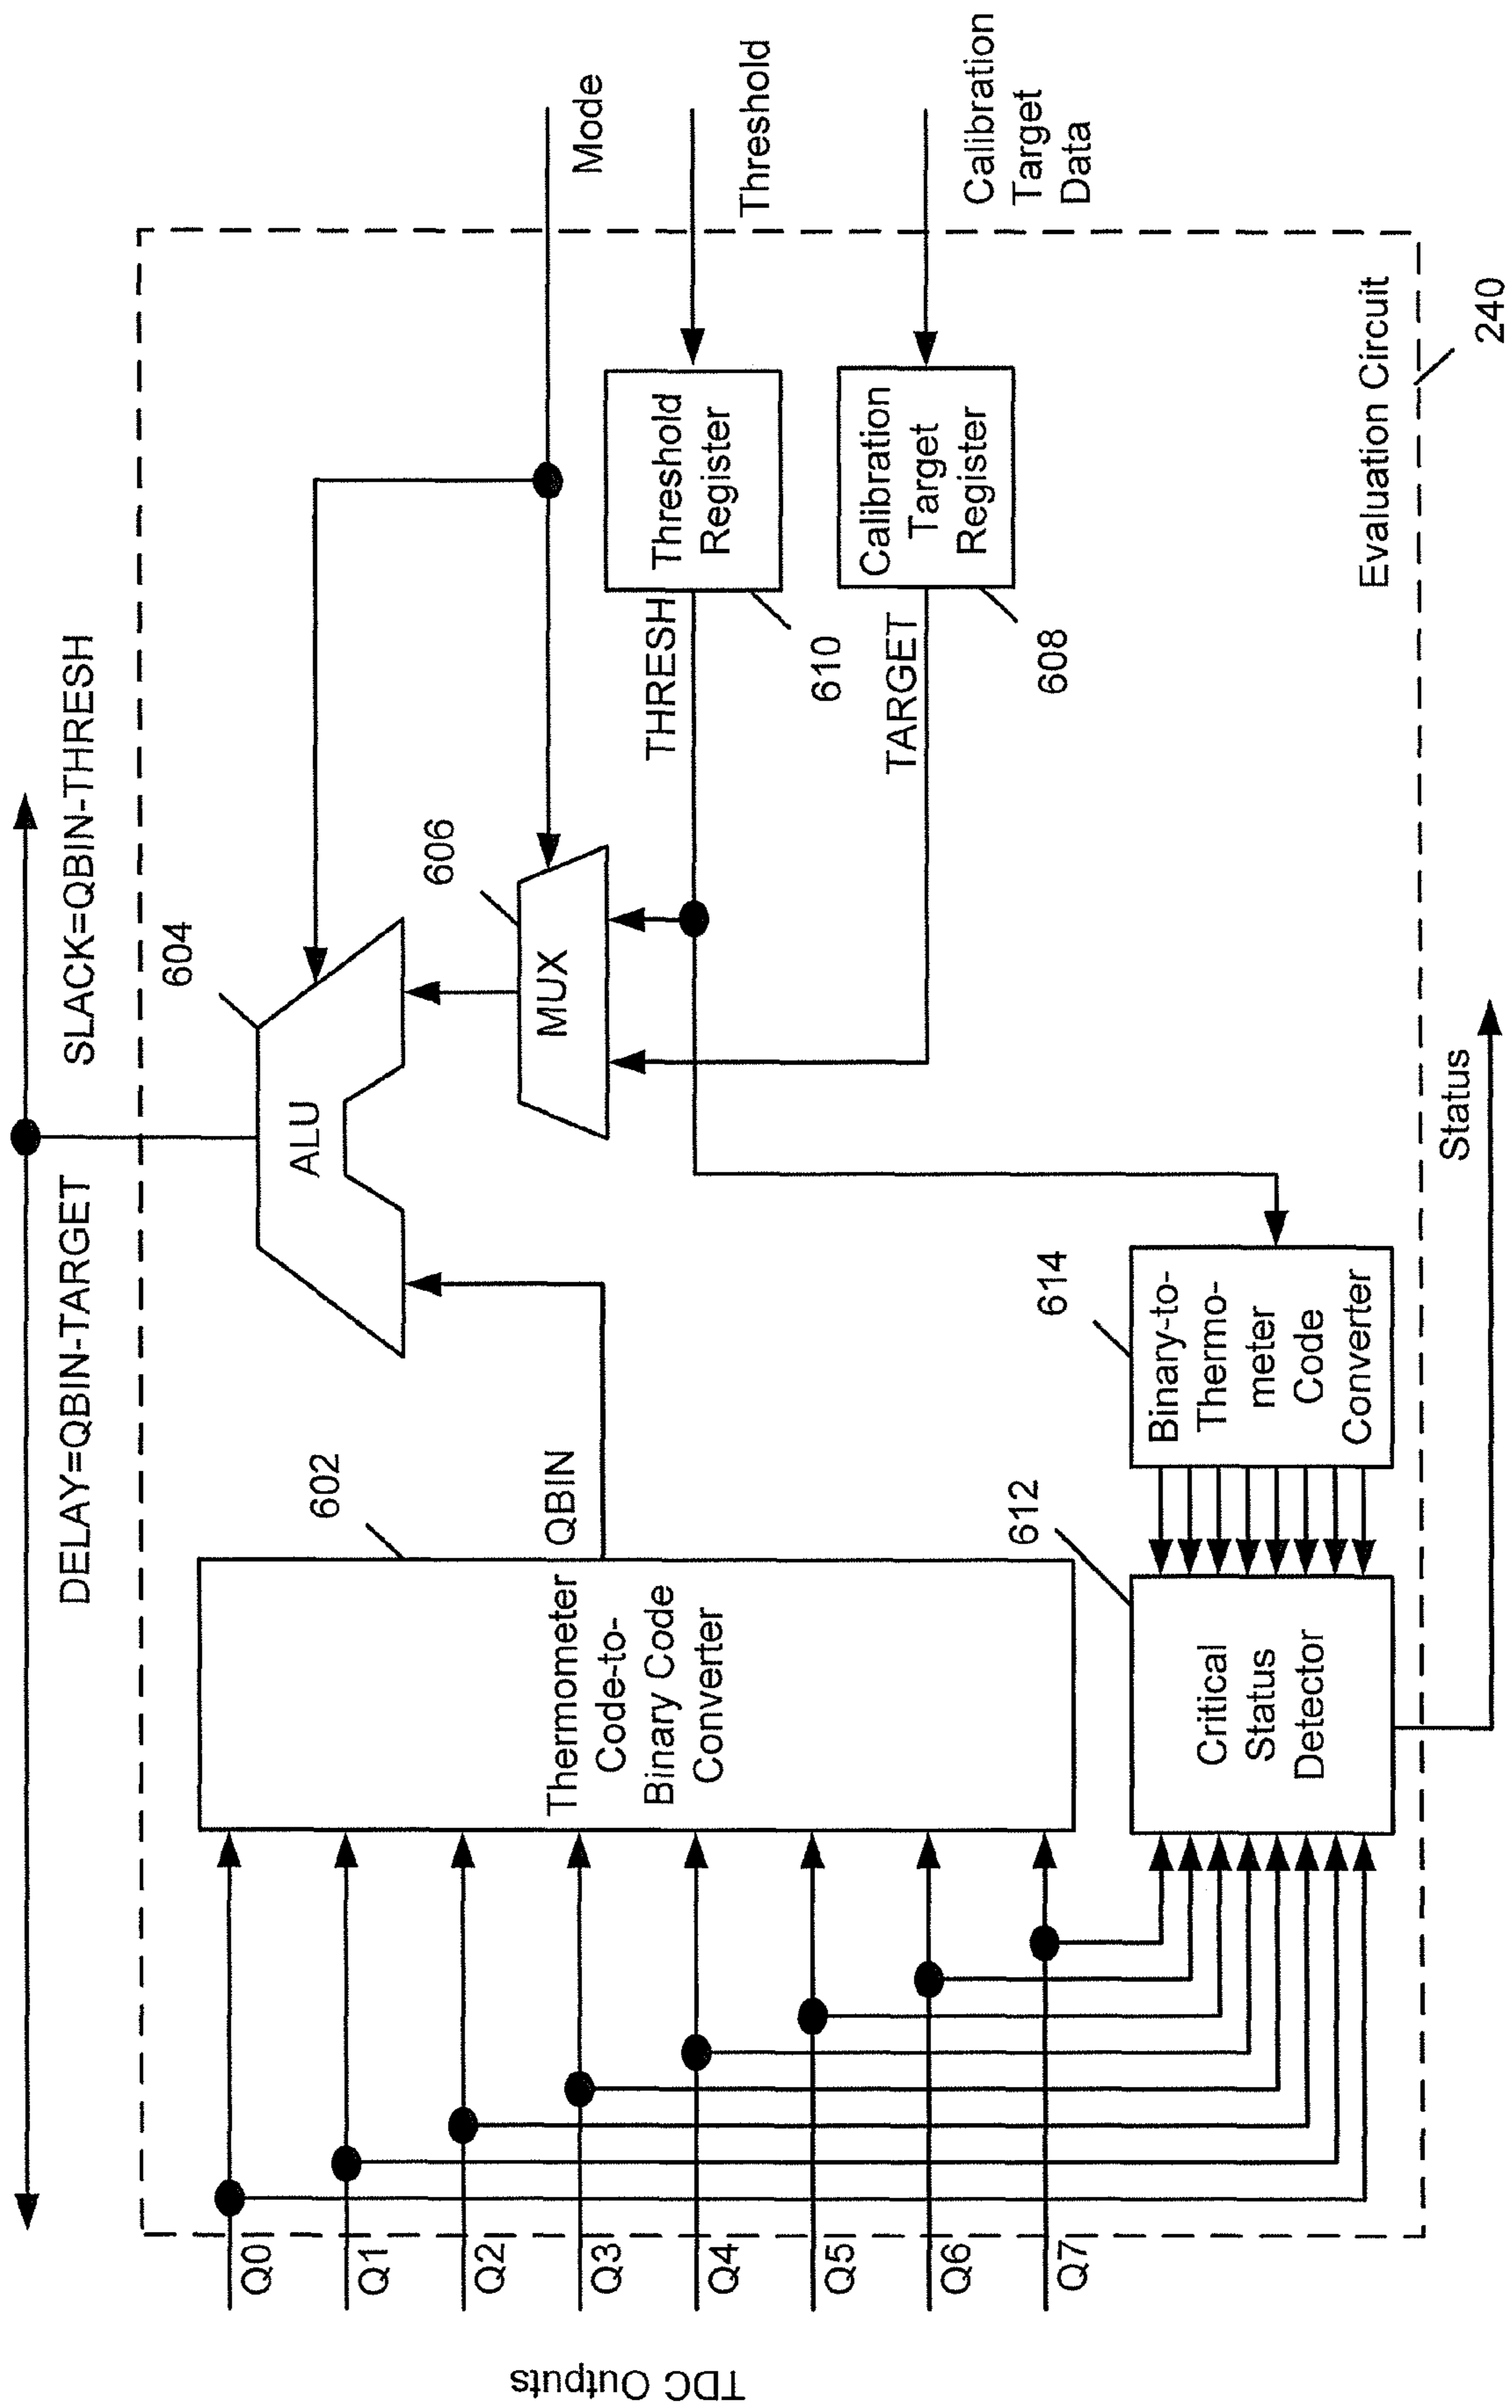 DELAY=QBIN-TARGET
SLACK=QBIN-THRESH
TDC Outputs
Q0
Q1
Q2
Q3
Q4
Q5
Q6
Q7
602
Thermometer
Code-to-
Binary Code
Converter
QBIN
604
ALU
606
MUX
Mode
Threshold
Calibration
Target
Data
THRESH
Threshold
Register
610
TARGET
Calibration
Target
Register
608
612
Critical
Status
Detector
614
Binary-to-
Thermo-
meter
Code
Converter
Status
Evaluation Circuit
240